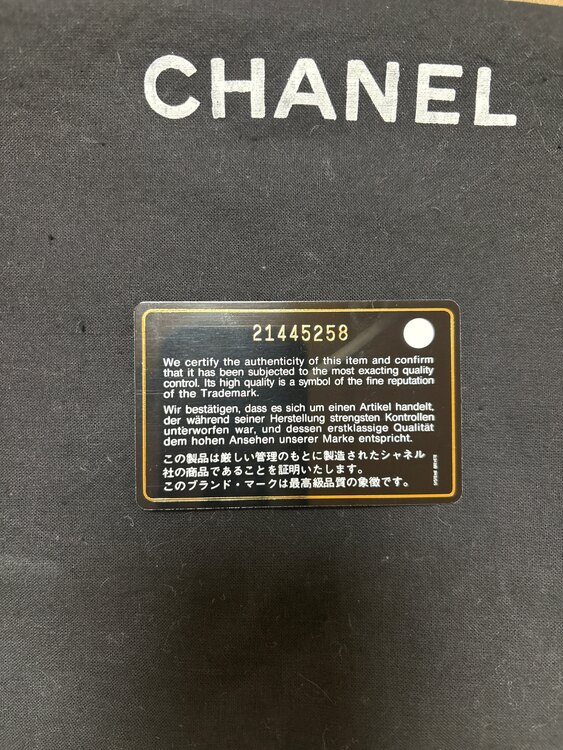 CHANEL
21445258
We certify the authenticity of this item and confirm
that it has been subjected to the most exacting quality
control. Its high quality is a symbol of the fine reputation
of the Trademark.
Wir bestätigen, dass es sich um einen Artikel handelt,
der während seiner Herstellung strengsten Kontrollen
unterworfen war, und dessen erstklassige Qualität
dem hohen Ansehen unserer Marke entspricht.
この製品は厳しい管理のもとに製造されたシャネル
社の商品であることを証明いたします。
このブランド・マークは最高級品質の象徴です。